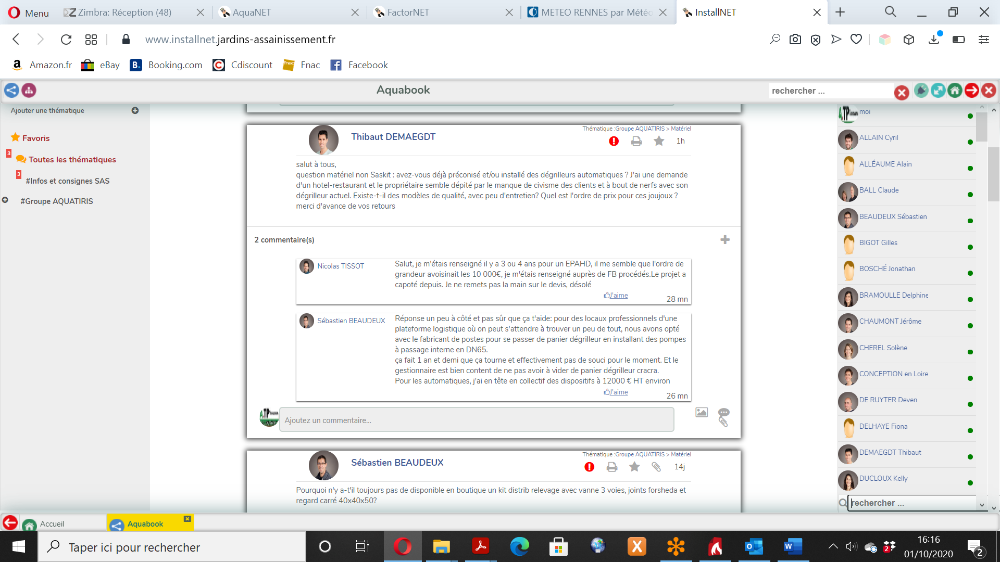 Menu
Zimbra: Réception (48)
AquaNET
FactorNET
METEO RENNES par Météo
InstallNET
www.installnet.jardins-assainissement.fr
Amazon.fr
eBay
Booking.com
Cdiscount
Fnac
Facebook
Aquabook
rechercher ...
Ajouter une thématique
Favoris
3
Toutes les thématiques
3
#Infos et consignes SAS
#Groupe AQUATIRIS
Thibaut DEMAEGDT
Thématique :Groupe AQUATIRIS > Matériel
1h
salut à tous,
question matériel non Saskit : avez-vous déjà préconisé et/ou installé des dégrilleurs automatiques ? J'ai une demande
d'un hotel-restaurant et le propriétaire semble dépité par le manque de civisme des clients et à bout de nerfs avec son
dégrilleur actuel. Existe-t-il des modèles de qualité, avec peu d'entretien? Quel est l'ordre de prix pour ces joujoux ?
merci d'avance de vos retours
2 commentaire(s)
Nicolas TISSOT
Salut, je m'étais renseigné il y a 3 ou 4 ans pour un EPAHD, il me semble que l'ordre de
grandeur avoisinait les 10 000€, je m'étais renseigné auprès de FB procédés.Le projet a
capoté depuis. Je ne remets pas la main sur le devis, désolé
J'aime
28 mn
Sébastien BEAUDEUX
Réponse un peu à côté et pas sûr que ça t'aide: pour des locaux professionnels d'une
plateforme logistique où on peut s'attendre à trouver un peu de tout, nous avons opté
avec le fabricant de postes pour se passer de panier dégrilleur en installant des pompes
à passage interne en DN65.
ça fait 1 an et demi que ça tourne et effectivement pas de souci pour le moment. Et le
gestionnaire est bien content de ne pas avoir à vider de panier dégrilleur cracra.
Pour les automatiques, j'ai en tête en collectif des dispositifs à 12000 € HT environ
J'aime
26 mn
Ajoutez un commentaire...
Sébastien BEAUDEUX
Thématique :Groupe AQUATIRIS > Matériel
14j
Pourquoi n'y a-t'il toujours pas de disponible en boutique un kit distrib relevage avec vanne 3 voies, joints forsheda et
regard carré 40x40x50?
moi
ALLAIN Cyril
ALLÉAUME Alain
BALL Claude
BEAUDEUX Sébastien
BIGOT Gilles
BOSCHÉ Jonathan
BRAMOULLE Delphine
CHAUMONT Jérôme
CHEREL Solène
CONCEPTION en Loire
DE RUYTER Deven
DELHAYE Fiona
DEMAEGDT Thibaut
DUCLOUX Kelly
rechercher ...
Accueil
Aquabook
Taper ici pour rechercher
16:16
01/10/2020
2
2